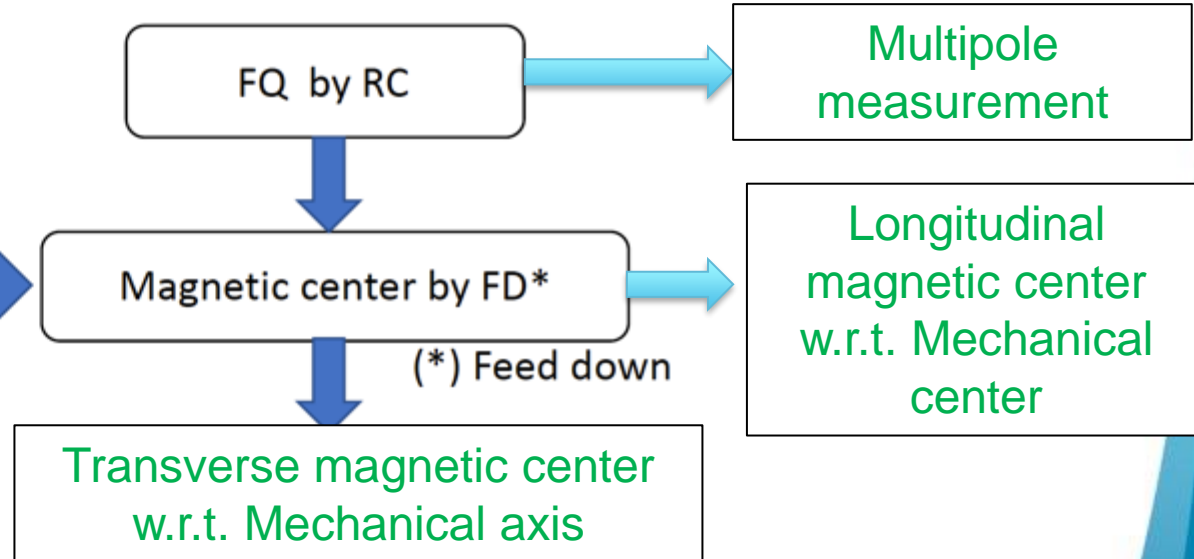 FQ by RC
Multipole
measurement
Magnetic center by FD*
Longitudinal
magnetic center
w.r.t. Mechanical
center
(*) Feed down
Transverse magnetic center
w.r.t. Mechanical axis